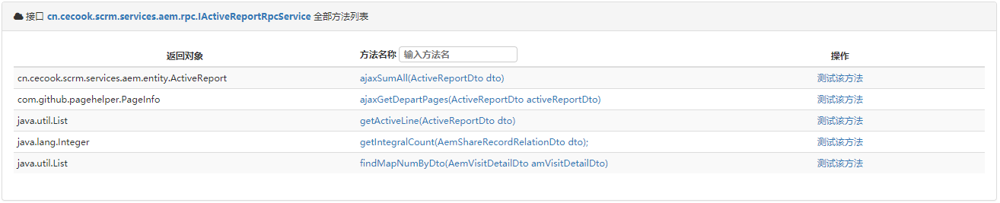 接口 cn.cecook.scrm.services.aem.rpc.IActiveReportRpcService 全部方法列表
返回对象 方法名称 输入方法名 操作
cn.cecook.scrm.services.aem.entity.ActiveReport ajaxSumAll(ActiveReportDto dto) 测试该方法
com.github.pagehelper.PageInfo ajaxGetDepartPages(ActiveReportDto activeReportDto) 测试该方法
java.util.List getActiveLine(ActiveReportDto dto) 测试该方法
java.lang.Integer getIntegralCount(AemShareRecordRelationDto dto); 测试该方法
java.util.List findMapNumByDto(AemVisitDetailDto amVisitDetailDto) 测试该方法